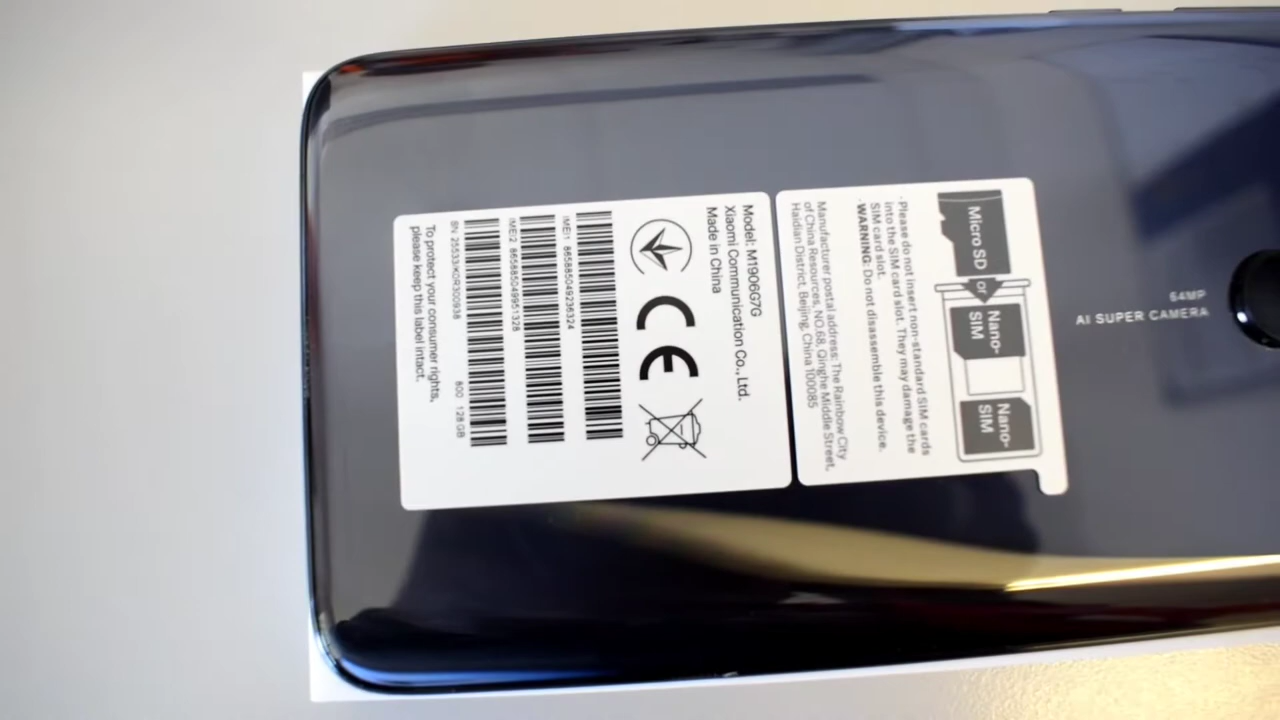 64MP
AI SUPER CAMERA
Micro SD
or
Nano-
SIM
Nano-
SIM
· Please do not insert non-standard SIM cards
into the SIM card slot. They may damage the
SIM card slot.
· WARNING: Do not disassemble this device.
Manufacturer postal address: The Rainbow City
of China Resources, NO.68, Qinghe Middle Street,
Haidian District, Beijing, China 100085
Model: M1906G7G
Xiaomi Communication Co., Ltd.
Made in China
CE
IMEI1
IMEI2
SN: 128 GB
To protect your consumer rights,
please keep this label intact.